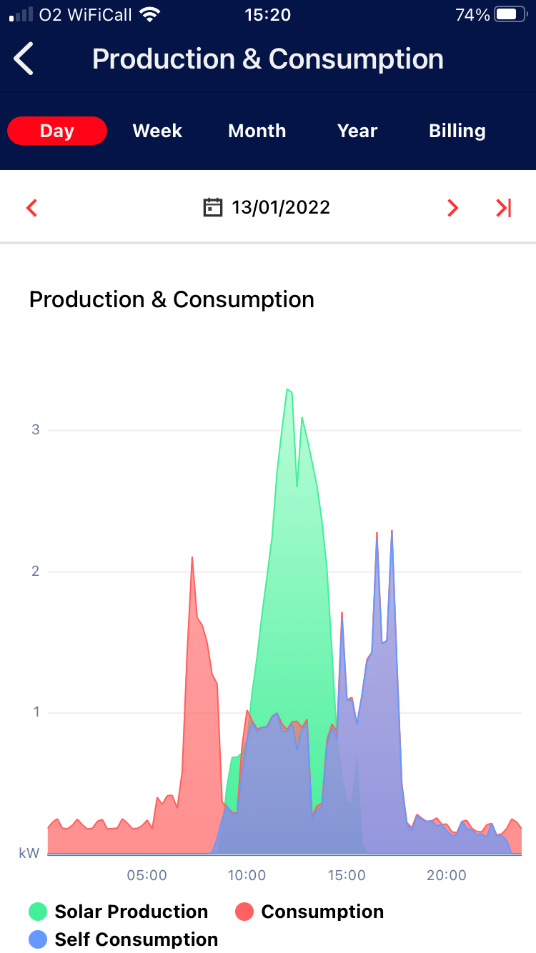 O2 WiFiCall 15:20 74%
Production & Consumption
Day Week Month Year Billing
13/01/2022
Production & Consumption
3
2
1
kW
05:00 10:00 15:00 20:00
Solar Production Consumption
Self Consumption